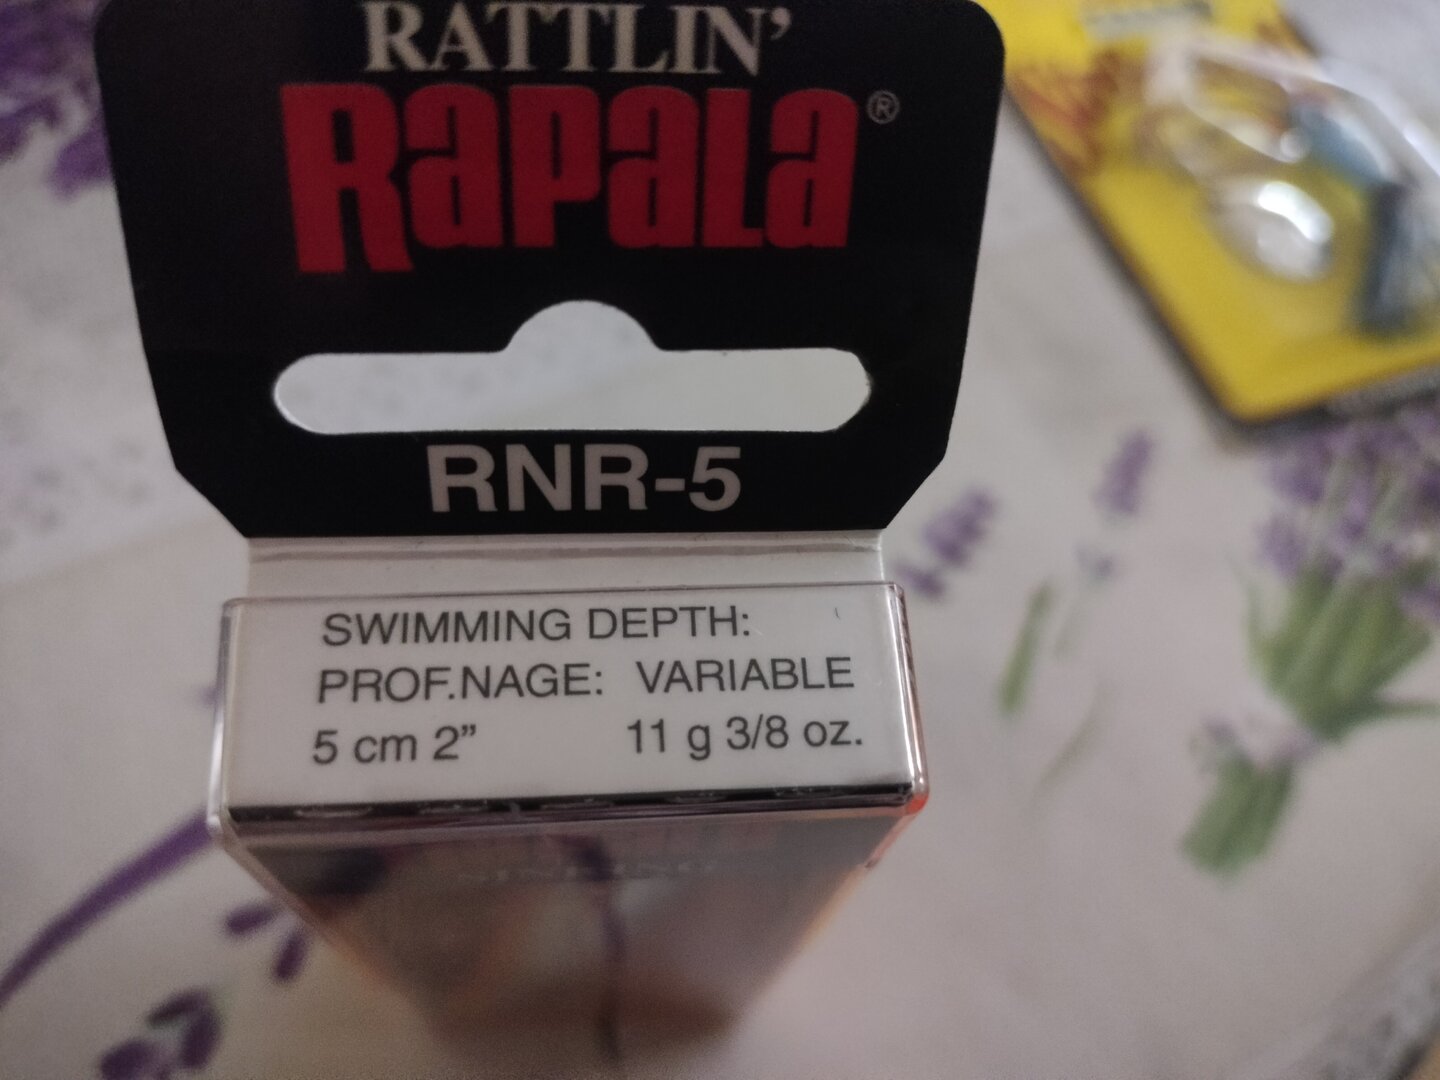 RATTLIN'
Rapala®
RNR-5
SWIMMING DEPTH:
PROF.NAGE: VARIABLE
5 cm 2" 11 g 3/8 oz.